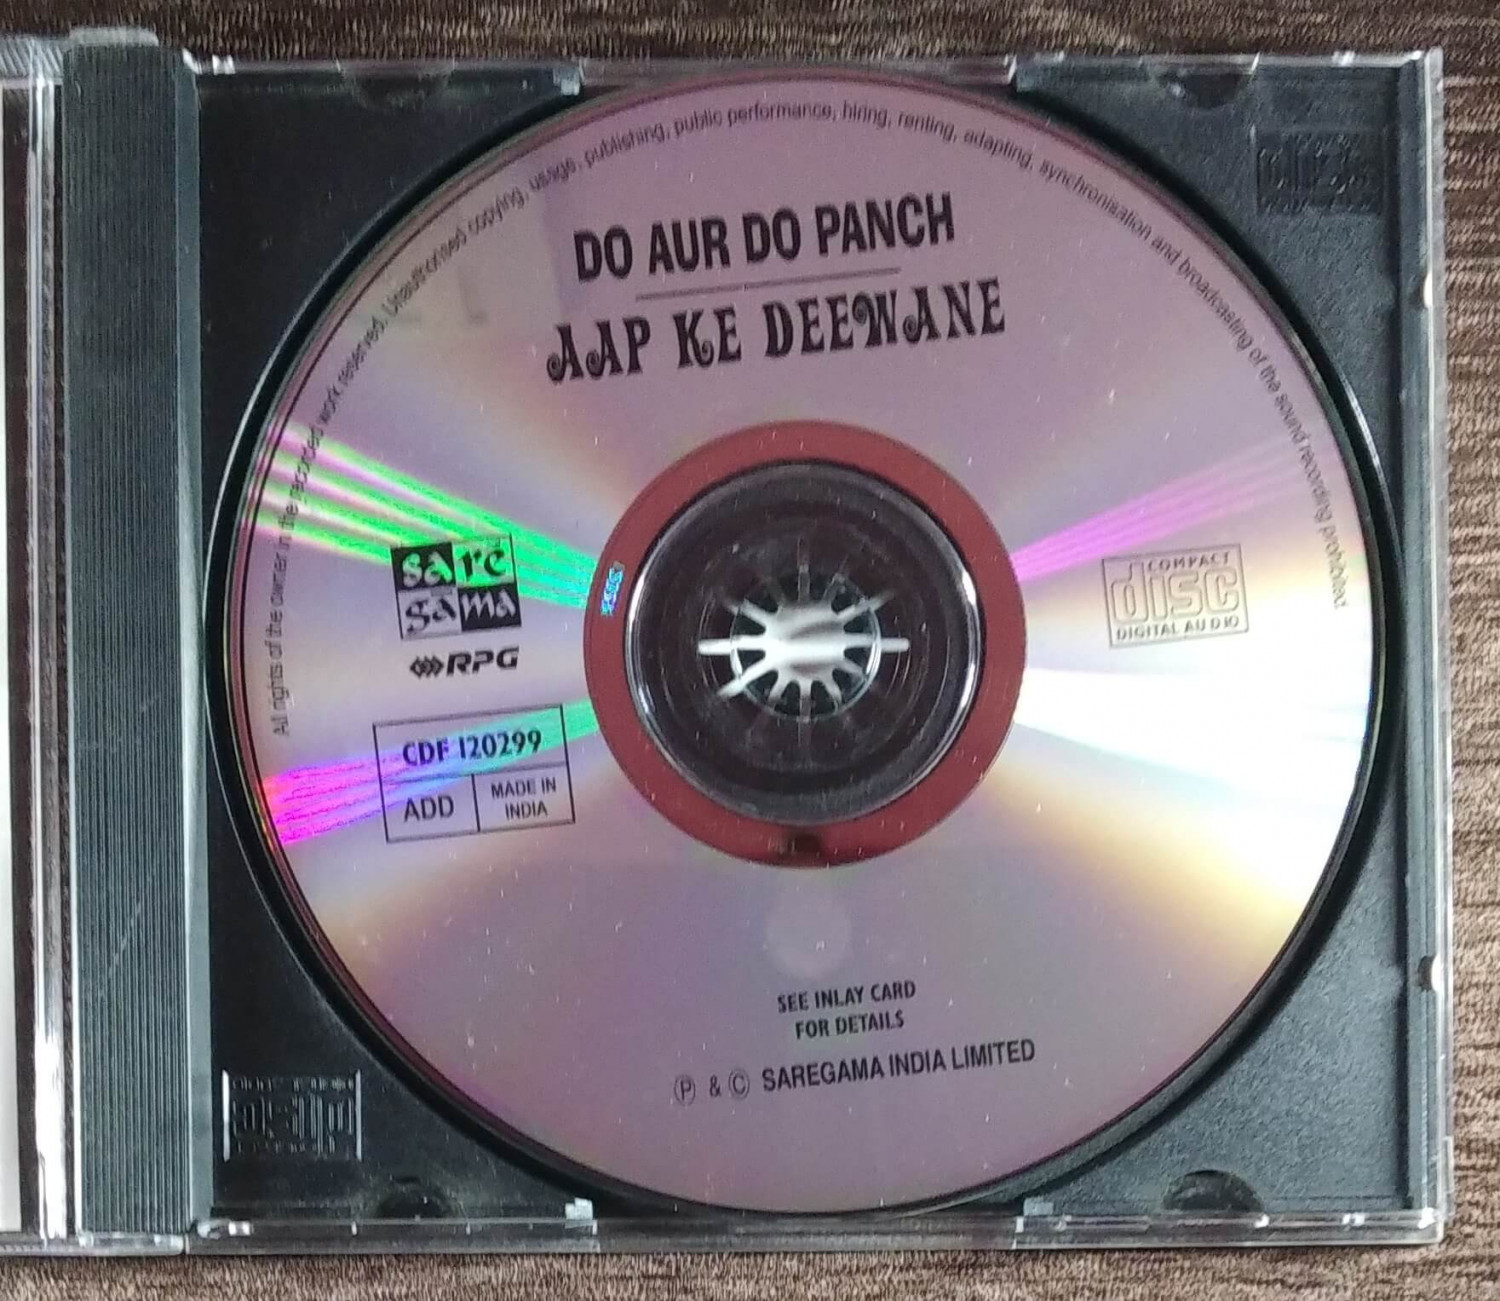 All rights of the owner in the recorded work reserved. Unauthorised copying, usage, publishing, public performance, hiring, renting, adapting, synchronisation and broadcasting of the sound recording prohibited
DO AUR DO PANCH
AAP KE DEEWANE
sa re
ga ma
RPG
COMPACT
disc
DIGITAL AUDIO
CDF 120299
ADD
MADE IN
INDIA
SEE INLAY CARD
FOR DETAILS
Ⓟ & © SAREGAMA INDIA LIMITED